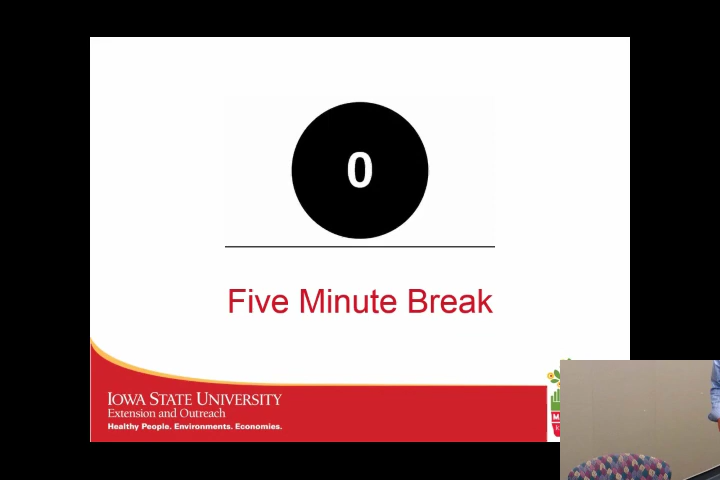 0
Five Minute Break
IOWA STATE UNIVERSITY
Extension and Outreach
Healthy People. Environments. Economies.